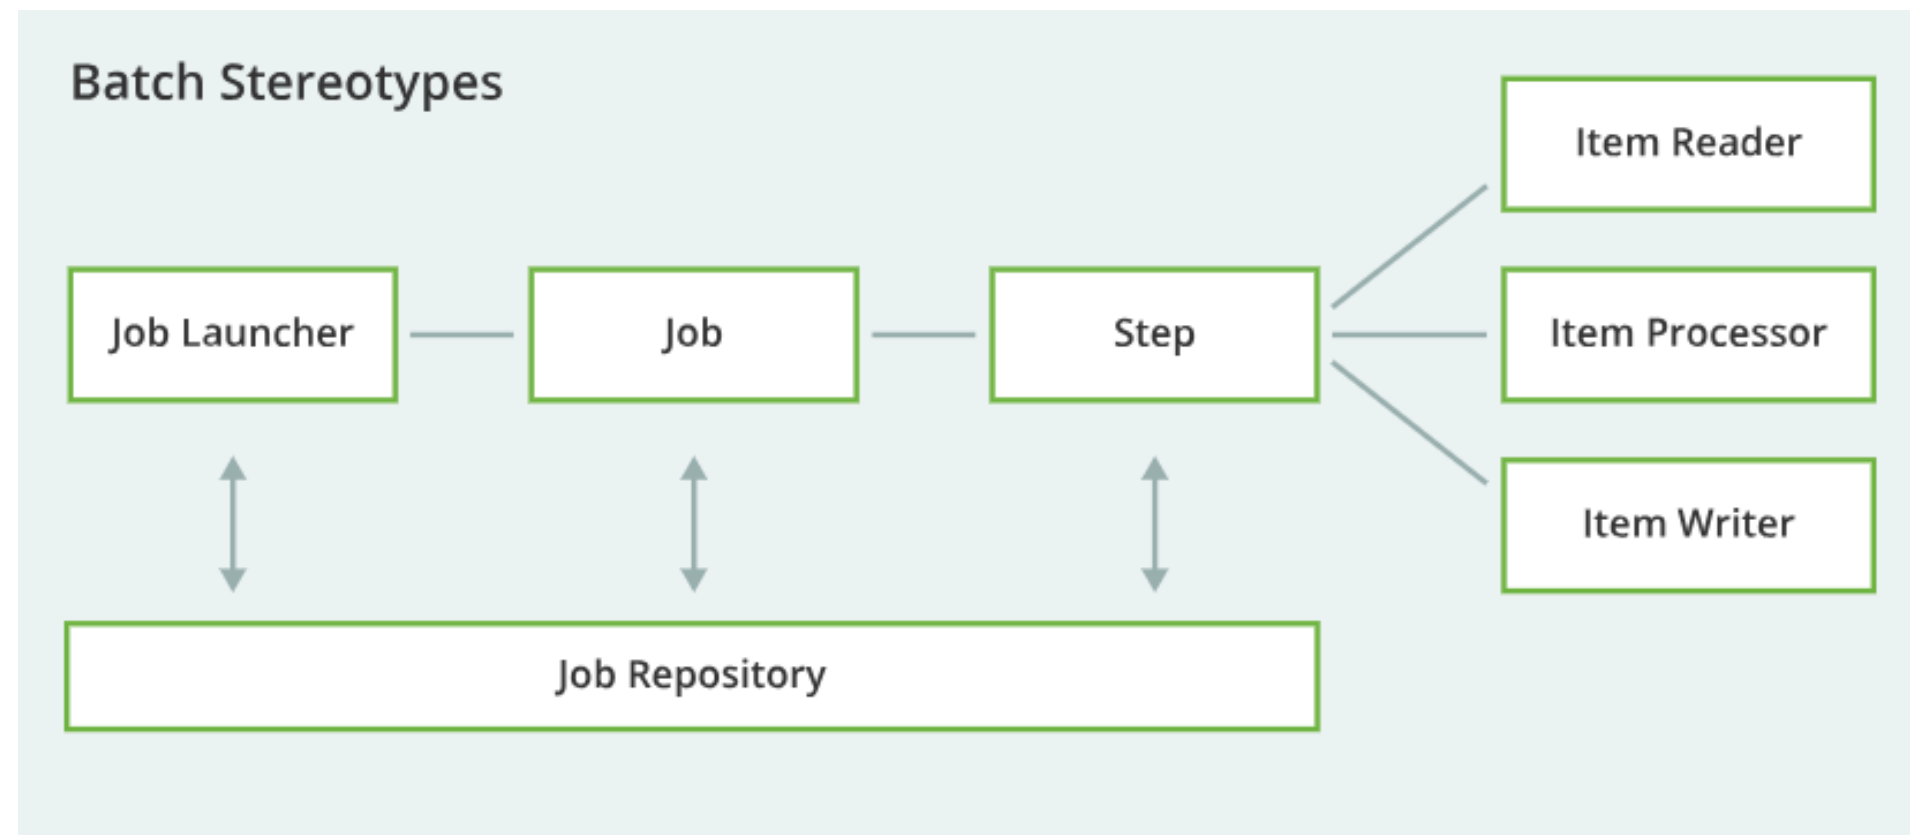 Batch Stereotypes
Item Reader
Job Launcher
Job
Step
Item Processor
Item Writer
Job Repository